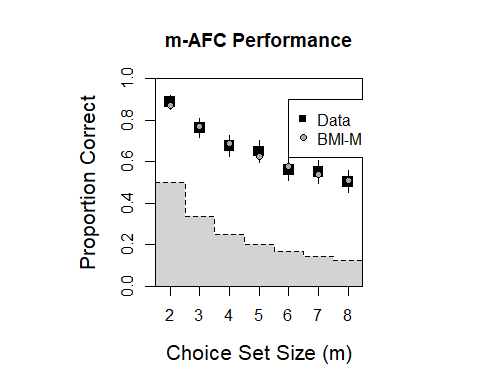 m-AFC Performance
Proportion Correct
1.0
0.8
0.6
0.4
0.2
0.0
Data
BMI-M
2 3 4 5 6 7 8
Choice Set Size (m)